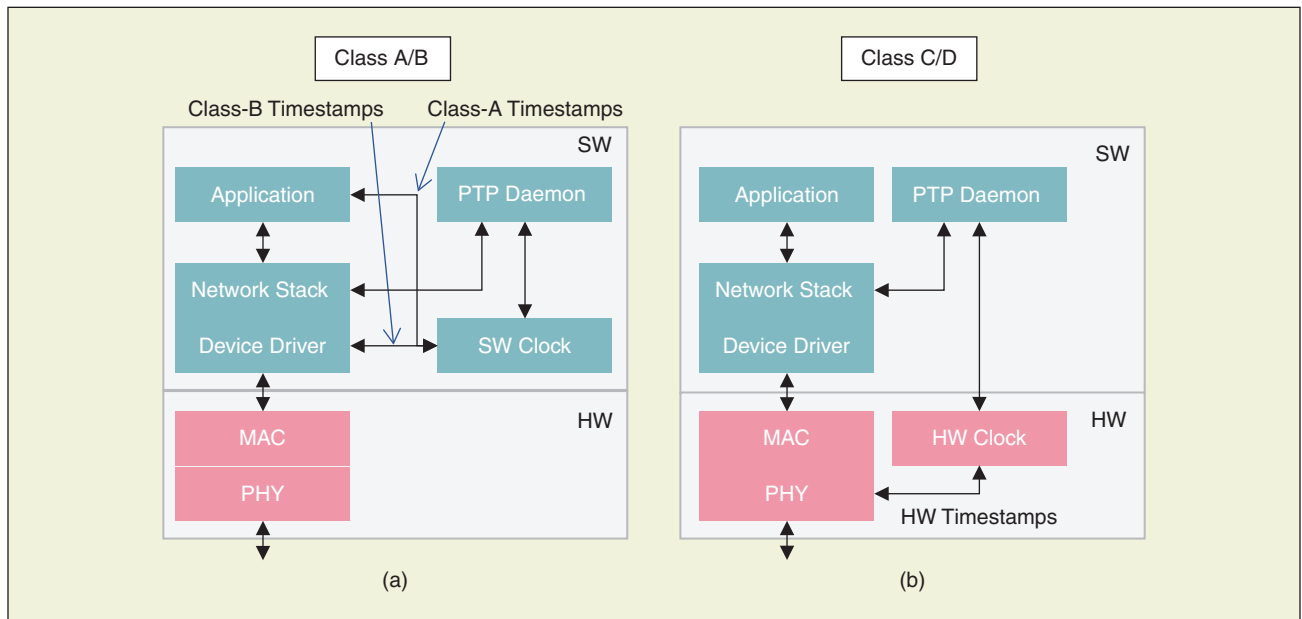 Class A/B
Class-B Timestamps
Class-A Timestamps
SW
Application
PTP Daemon
Network Stack
Device Driver
SW Clock
HW
MAC
PHY
(a)
Class C/D
SW
Application
PTP Daemon
Network Stack
Device Driver
HW
MAC
HW Clock
PHY
HW Timestamps
(b)